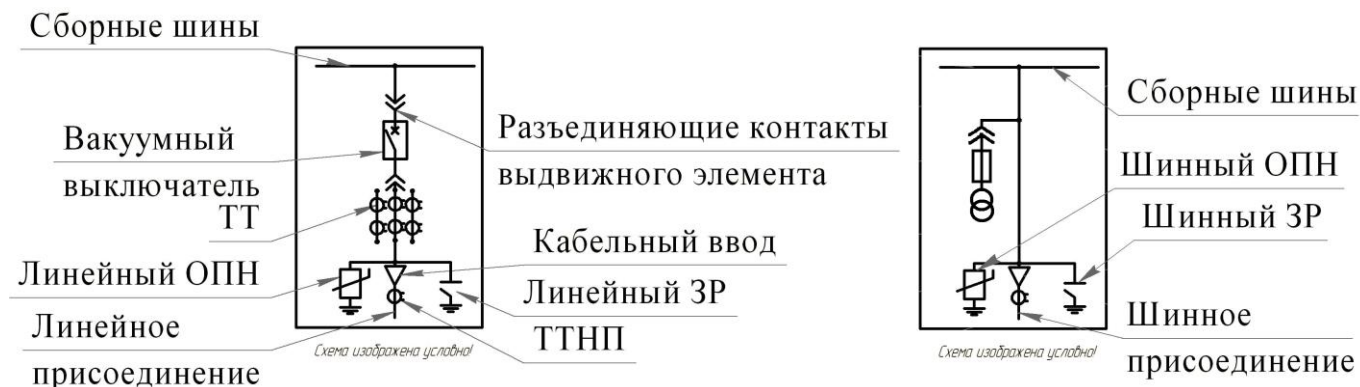 Сборные шины
Вакуумный
выключатель
ТТ
Линейный ОПН
Линейное
присоединение
Разъединяющие контакты
выдвижного элемента
Кабельный ввод
Линейный ЗР
ТТНП
Схема изображена условно!
Сборные шины
Шинный ОПН
Шинный ЗР
Шинное
присоединение
Схема изображена условно!